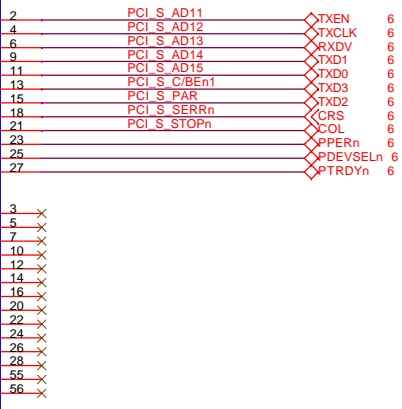 2 PCI_S_AD11 TXEN 6
4 PCI_S_AD12 TXCLK 6
6 PCI_S_AD13 RXDV 6
9 PCI_S_AD14 TXD1 6
11 PCI_S_AD15 TXD0 6
13 PCI_S_C/BEn1 TXD3 6
15 PCI_S_PAR TXD2 6
18 PCI_S_SERRn CRS 6
21 PCI_S_STOPn COL 6
23 PPERn 6
25 PDEVSELn 6
27 PTRDYn 6
3
5
7
10
12
14
16
20
22
24
26
28
55
56